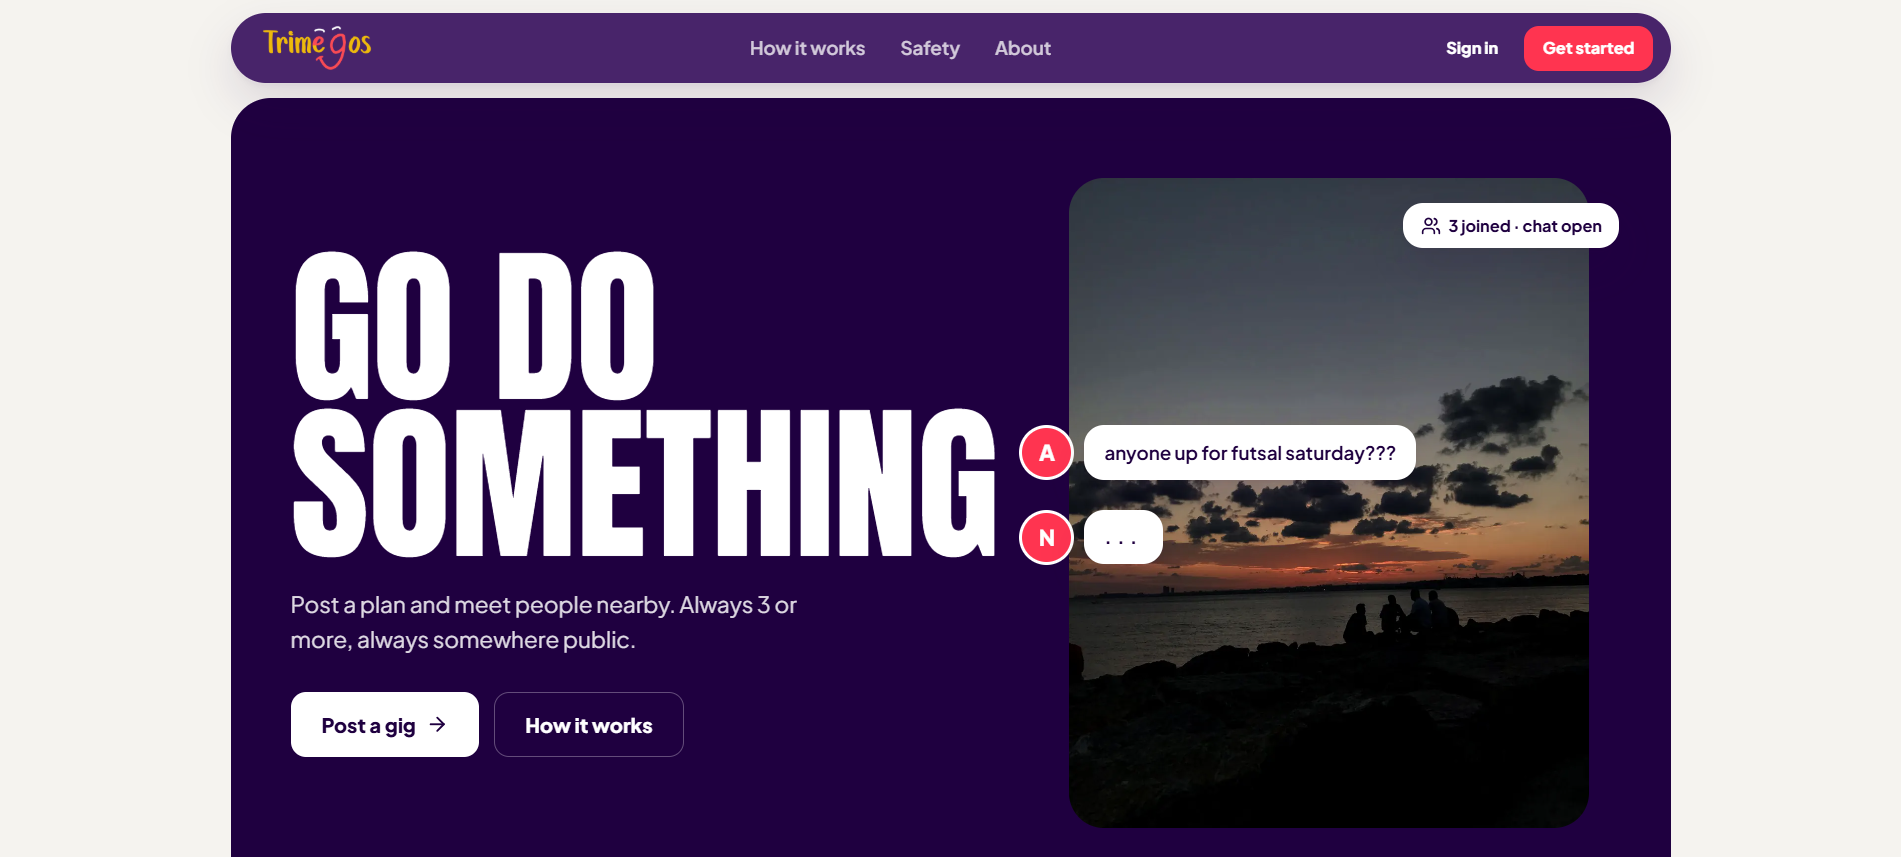 Trimegos
How it works
Safety
About
Sign in
Get started
3 joined · chat open
GO DO
SOMETHING
A
anyone up for futsal saturday???
N
. . .
Post a plan and meet people nearby. Always 3 or
more, always somewhere public.
Post a gig →
How it works